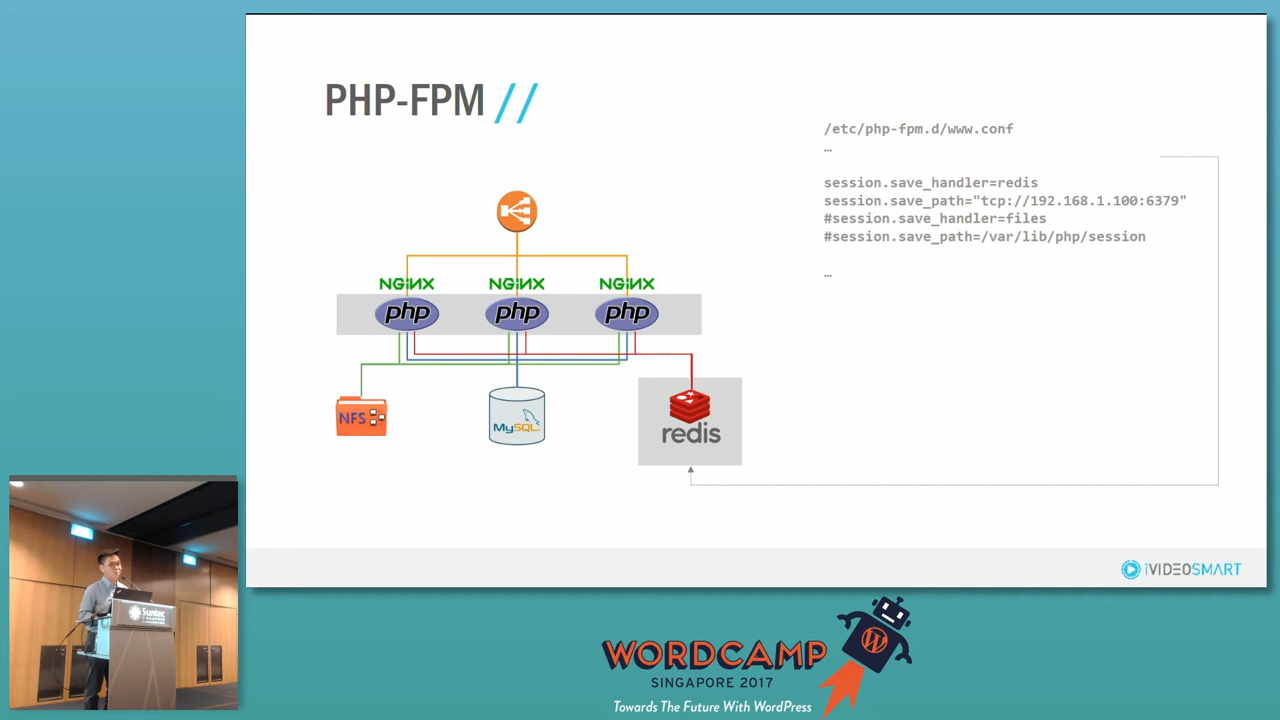 PHP-FPM //
/etc/php-fpm.d/www.conf
…
session.save_handler=redis
session.save_path="tcp://192.168.1.100:6379"
#session.save_handler=files
#session.save_path=/var/lib/php/session
…
NGINX NGINX NGINX
php php php
NFS
MySQL
redis
iVIDEOSMART
Suntec
SINGAPORE
WORDCAMP
SINGAPORE 2017
Towards The Future With WordPress